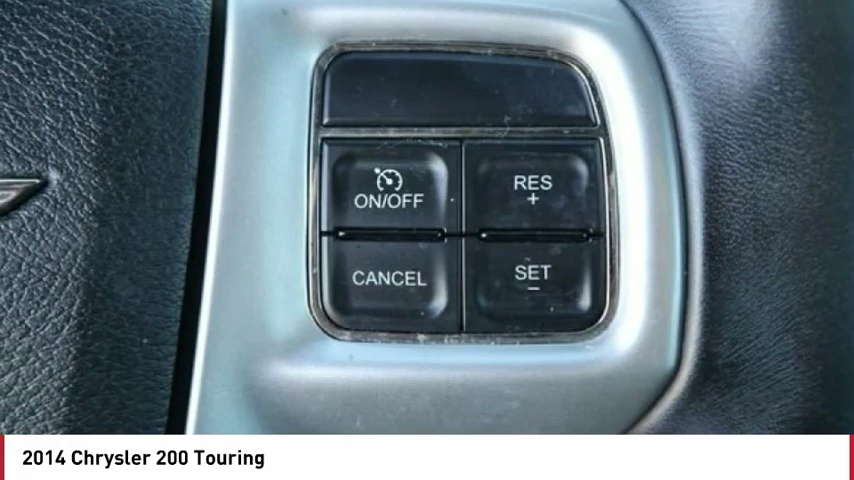 ON/OFF
RES
+
CANCEL
SET
–
2014 Chrysler 200 Touring